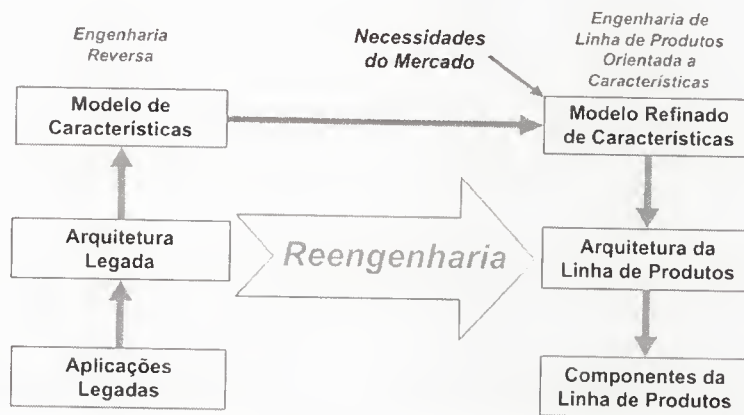 Engenharia
Reversa
Necessidades
do Mercado
Engenharia de
Linha de Produtos
Orientada a
Características
Modelo de
Características
Modelo Refinado
de Características
Arquitetura
Legada
Reengenharia
Arquitetura da
Linha de Produtos
Aplicações
Legadas
Componentes da
Linha de Produtos